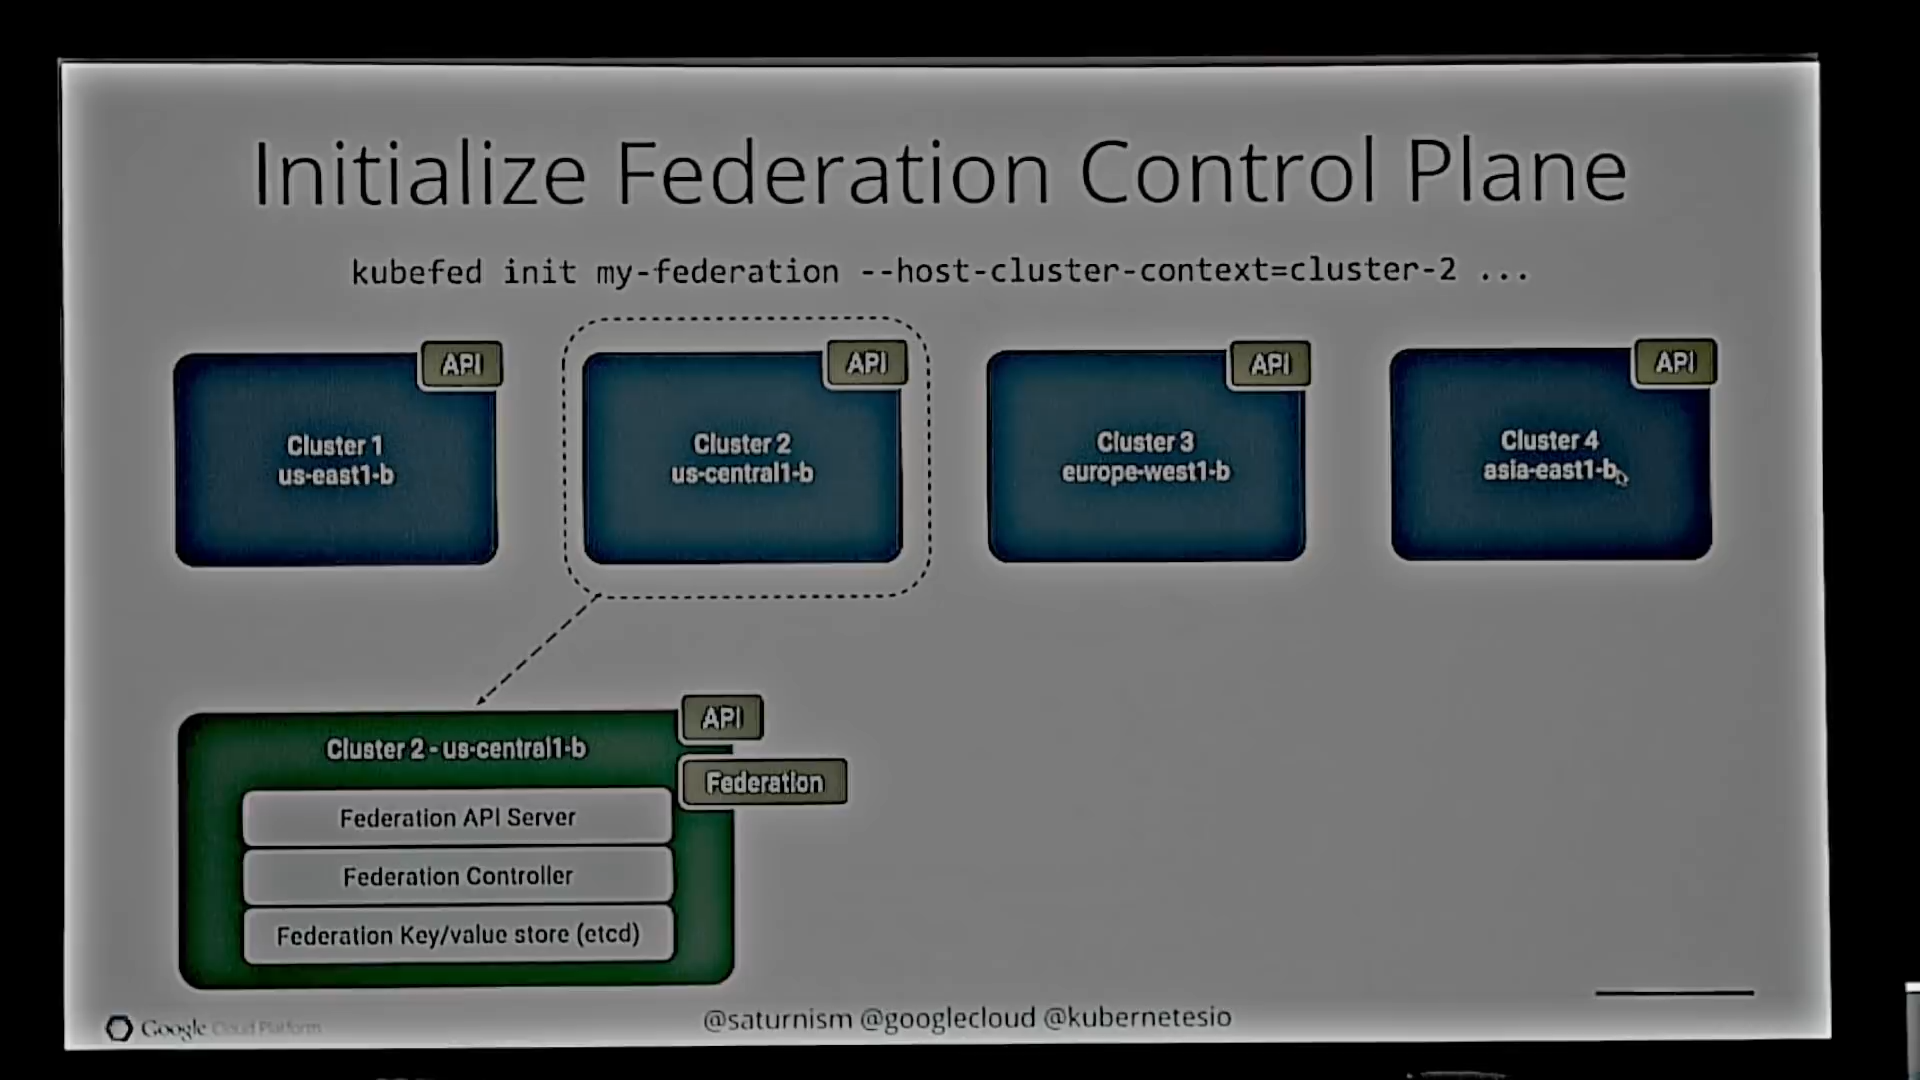 Initialize Federation Control Plane
kubefed init my-federation --host-cluster-context=cluster-2 ...
API
Cluster 1
us-east1-b
API
Cluster 2
us-central1-b
API
Cluster 3
europe-west1-b
API
Cluster 4
asia-east1-b
API
Cluster 2 - us-central1-b
Federation
Federation API Server
Federation Controller
Federation Key/value store (etcd)
Google Cloud Platform
@saturnism @googlecloud @kubernetesio